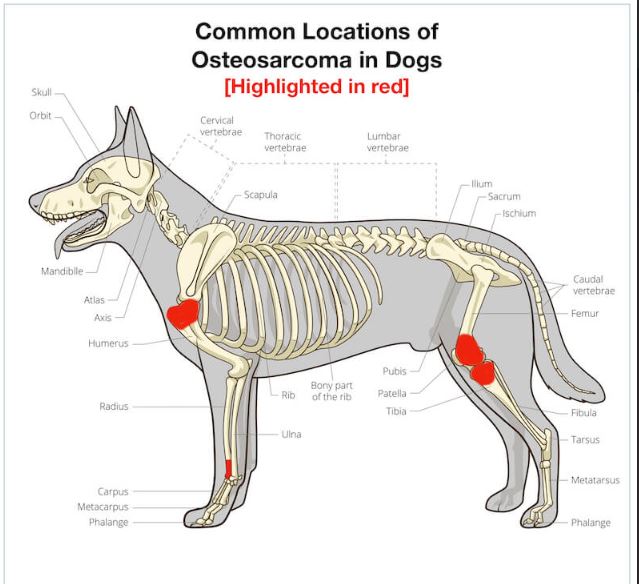 Common Locations of
Osteosarcoma in Dogs
[Highlighted in red]
Skull
Orbit
Cervical
vertebrae
Thoracic
vertebrae
Lumbar
vertebrae
Scapula
Ilium
Sacrum
Ischium
Mandiblle
Atlas
Axis
Humerus
Caudal
vertebrae
Femur
Pubis
Patella
Tibia
Rib
Bony part
of the rib
Radius
Ulna
Fibula
Tarsus
Carpus
Metacarpus
Phalange
Metatarsus
Phalange